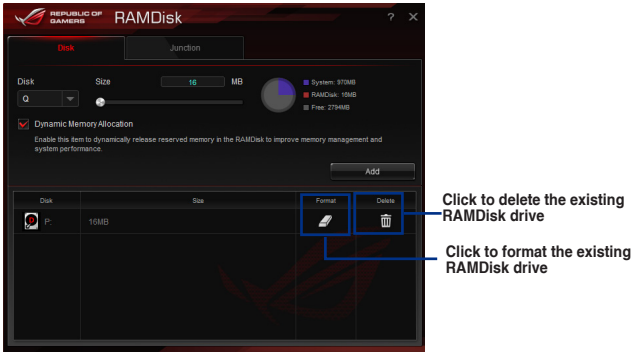 REPUBLIC OF
GAMERS
RAMDisk
?
Disk
Junction
Disk
Size
16
MB
Q
System: 970MB
RAMDisk: 16MB
Free: 2794MB
Dynamic Memory Allocation
Enable this item to dynamically release reserved memory in the RAMDisk to improve memory management and
system performance.
Add
Disk
Size
Format
Delete
P:
16MB
Click to delete the existing
RAMDisk drive
Click to format the existing
RAMDisk drive